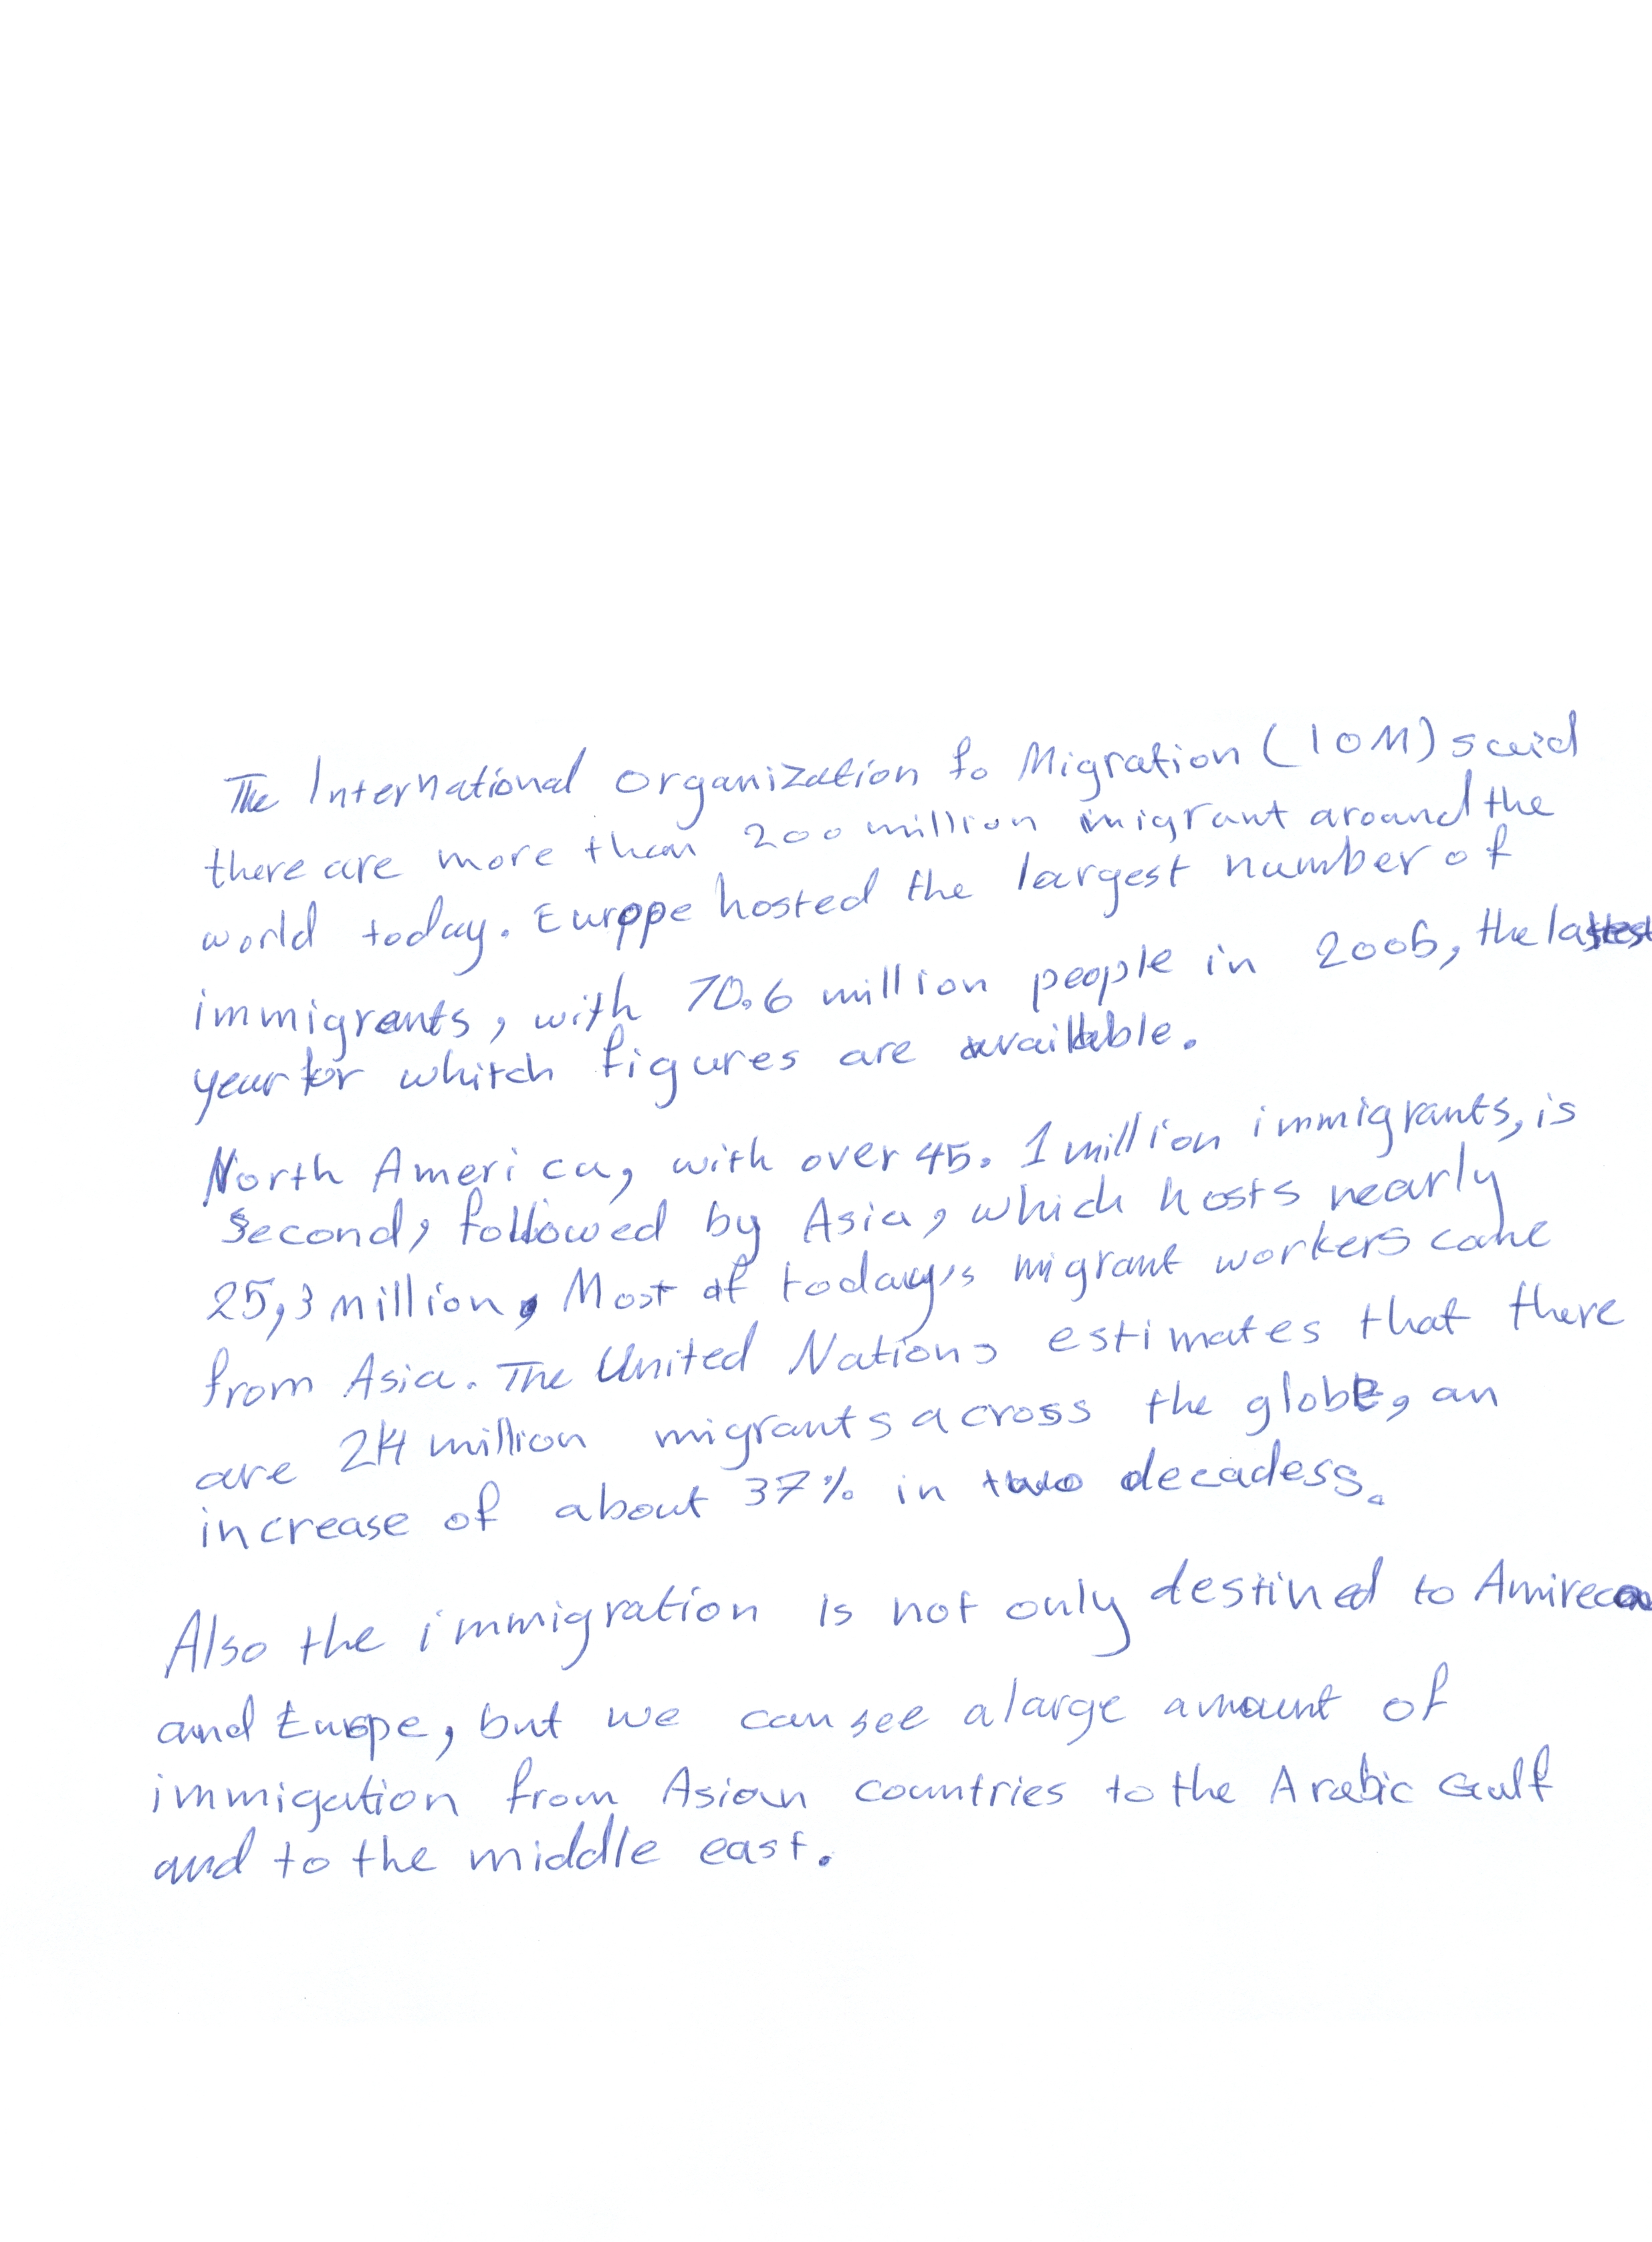 The International organization fo Migration (IOM) said
there are more than 200 million migrant around the
world today. Europpe hosted the largest number of
immigrants, with 70.6 million people in 2006, the lastest
year for whitch figures are available.
North America, with over 45. 1 million immigrants, is
Second, followed by Asia, which hosts nearly
25,3 million, Most of today's migrant workers come
from Asia. The United Nations estimates that there
are 214 million migrants across the globe, an
increase of about 37% in two decadess.
Also the immigration is not only destined to Amireca
and Europe, but we can see a large amount of
immigation from Asian countries to the Arabic Gulf
and to the middle east.